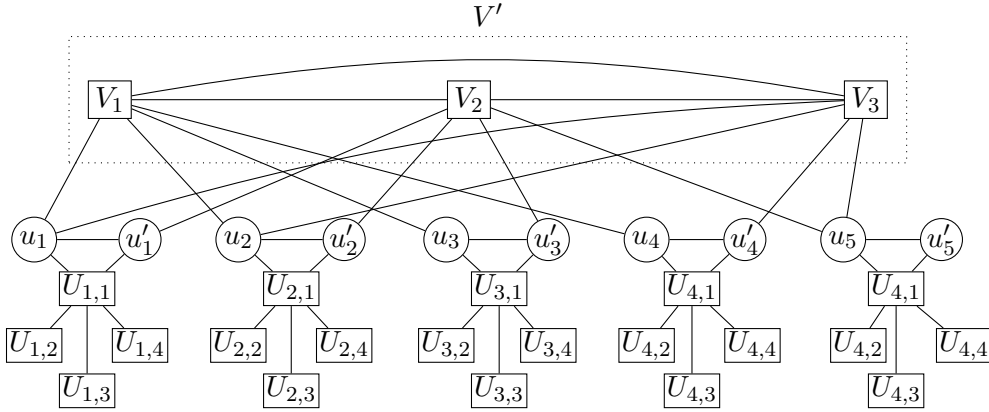 V′
V₁ V₂ V₃
u₁ u′₁ u₂ u′₂ u₃ u′₃ u₄ u′₄ u₅ u′₅
U₁,₁ U₂,₁ U₃,₁ U₄,₁ U₄,₁
U₁,₂ U₁,₄ U₂,₂ U₂,₄ U₃,₂ U₃,₄ U₄,₂ U₄,₄ U₄,₂ U₄,₄
U₁,₃ U₂,₃ U₃,₃ U₄,₃ U₄,₃